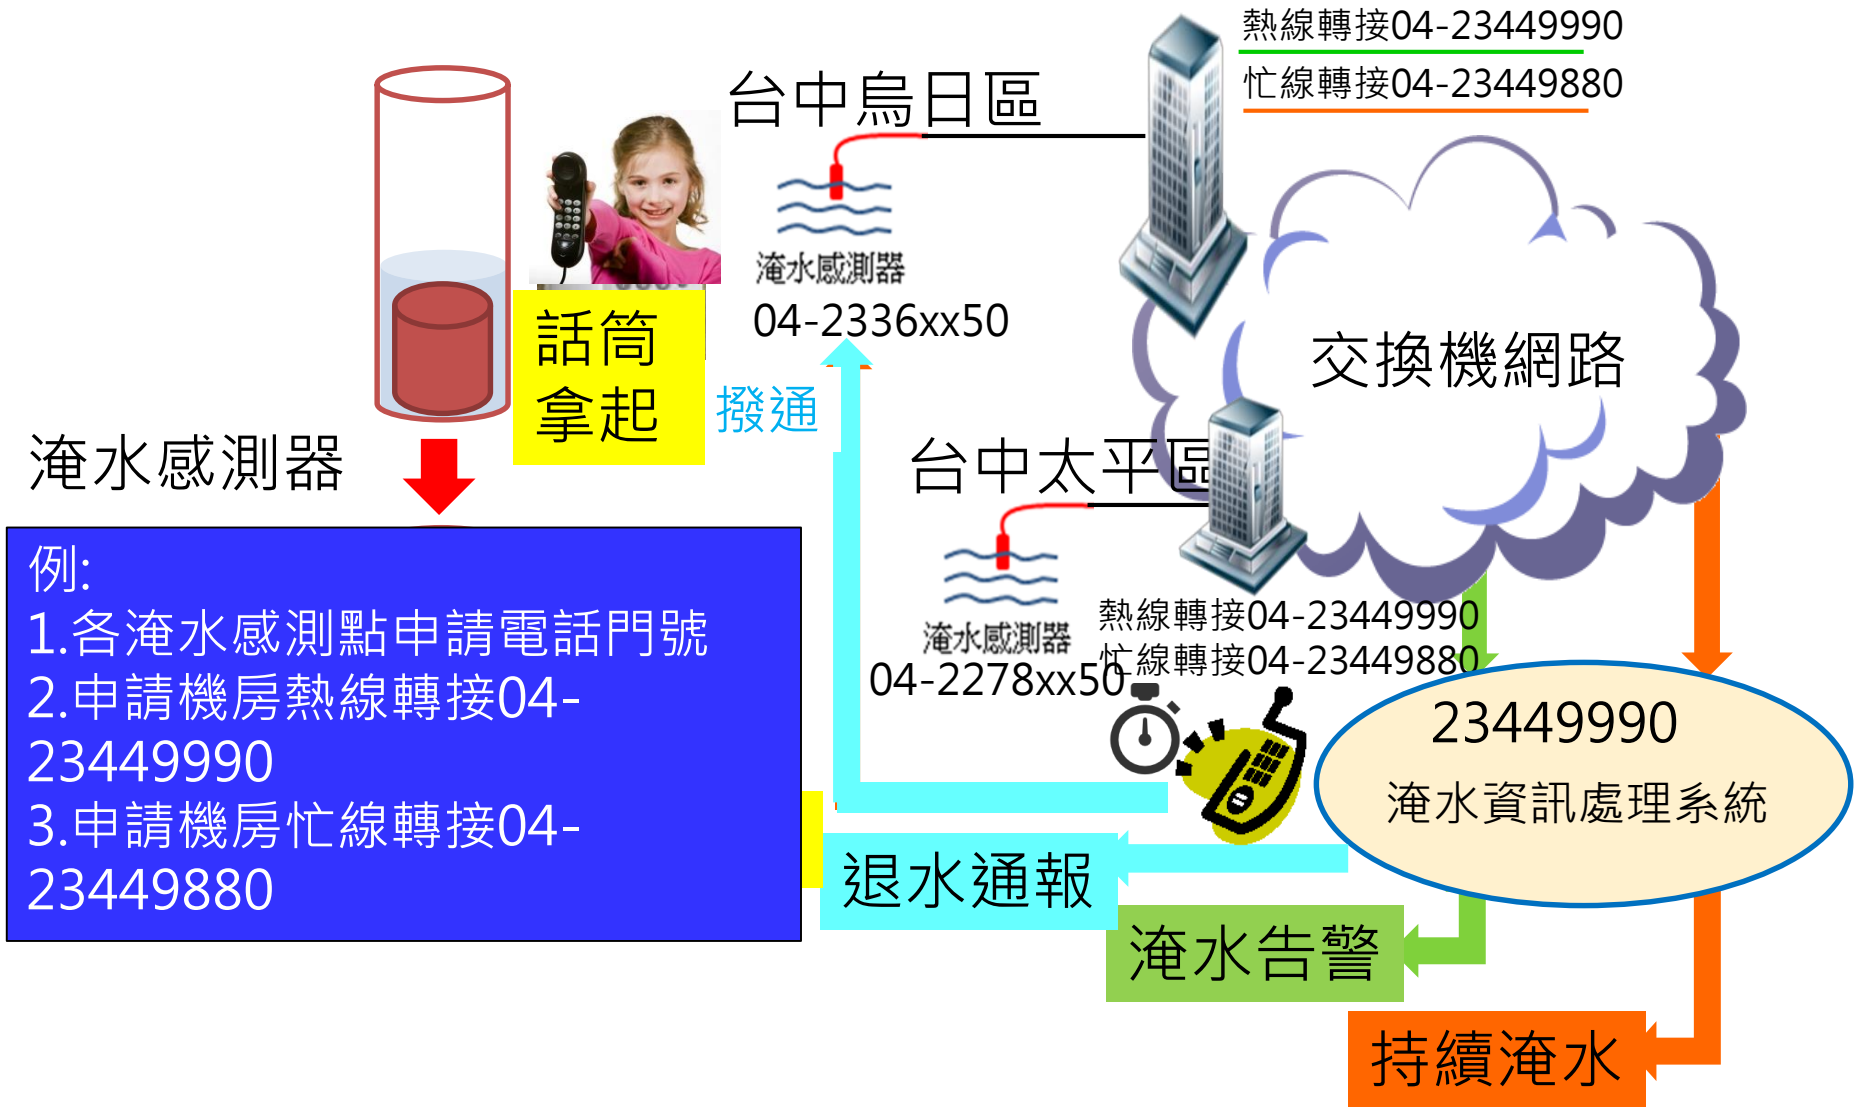 熱線轉接04-23449990
忙線轉接04-23449880
台中烏日區
淹水感測器
04-2336xx50
話筒
拿起
撥通
交換機網路
淹水感測器
台中太平區
淹水感測器
04-2278xx50
熱線轉接04-23449990
忙線轉接04-23449880
例:
1.各淹水感測點申請電話門號
2.申請機房熱線轉接04-
23449990
3.申請機房忙線轉接04-
23449880
23449990
淹水資訊處理系統
退水通報
淹水告警
持續淹水